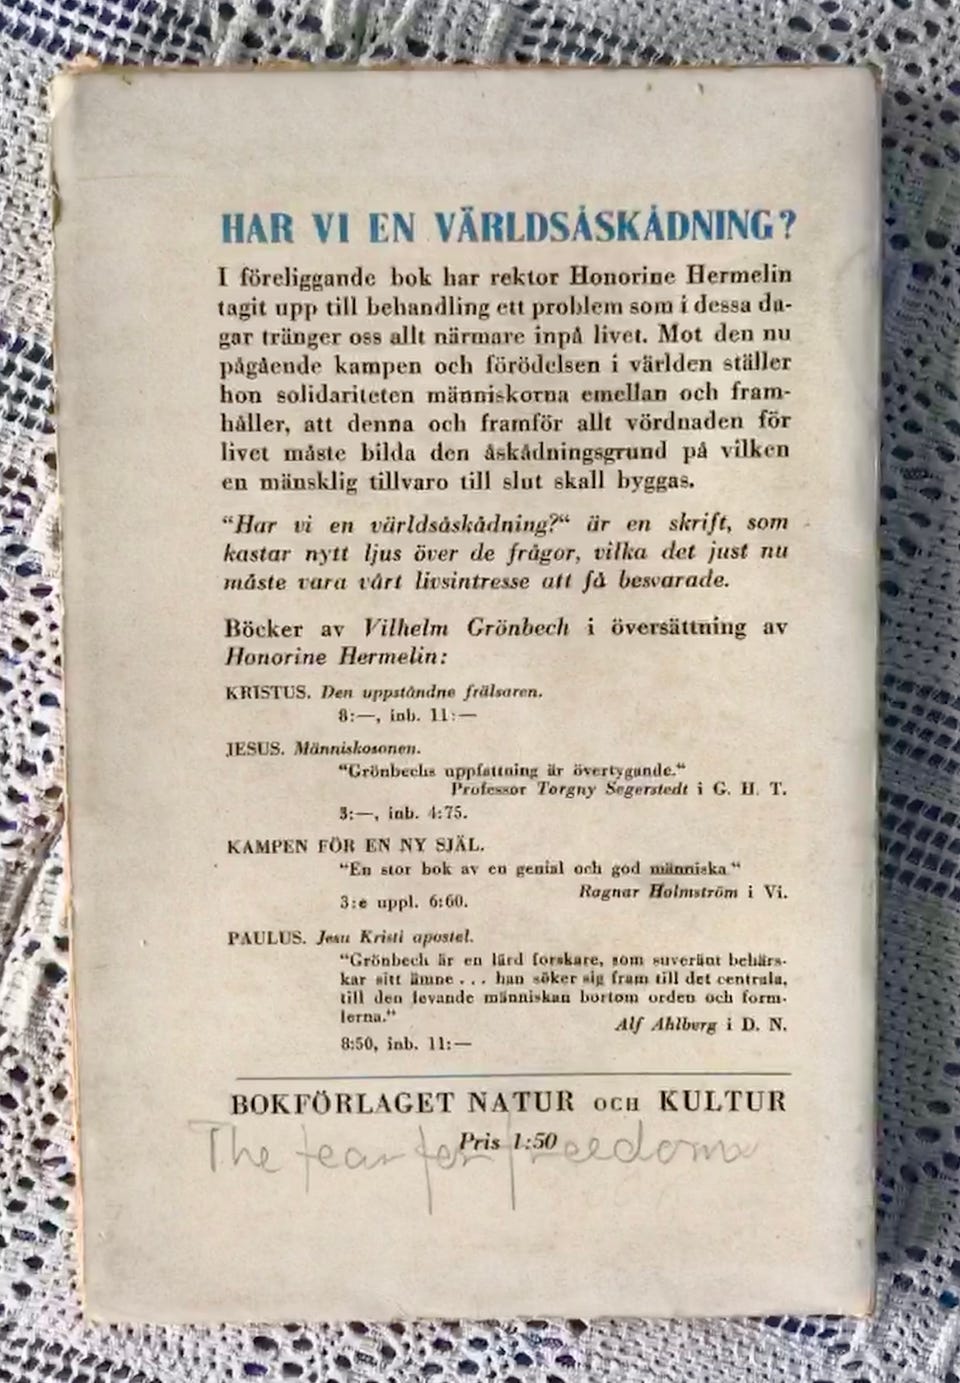 HAR VI EN VÄRLDSÅSKÅDNING?
I föreliggande bok har rektor Honorine Hermelin
tagit upp till behandling ett problem som i dessa da-
gar tränger oss allt närmare inpå livet. Mot den nu
pågående kampen och förödelsen i världen ställer
hon solidariteten människorna emellan och fram-
håller, att denna och framför allt vördnaden för
livet måste bilda den åskådningsgrund på vilken
en mänsklig tillvaro till slut skall byggas.
“Har vi en världsåskådning?“ är en skrift, som
kastar nytt ljus över de frågor, vilka det just nu
måste vara vårt livsintresse att få besvarade.
Böcker av Vilhelm Grönbech i översättning av
Honorine Hermelin:
KRISTUS. Den uppståndne frälsaren.
8:—, inb. 11:—
JESUS. Människosonen.
“Grönbechs uppfattning är övertygande.“
Professor Torgny Segerstedt i G. H. T.
3:—, inb. 4:75.
KAMPEN FÖR EN NY SJÄL.
“En stor bok av en genial och god människa“
Ragnar Holmström i Vi.
3:e uppl. 6:60.
PAULUS. Jesu Kristi apostel.
“Grönbech är en lärd forskare, som suveränt behärs-
kar sitt ämne ... han söker sig fram till det centrala,
till den levande människan bortom orden och form-
lerna.“
Alf Ahlberg i D. N.
8:50, inb. 11:—
BOKFÖRLAGET NATUR OCH KULTUR
Pris 1:50
The fear for freedom